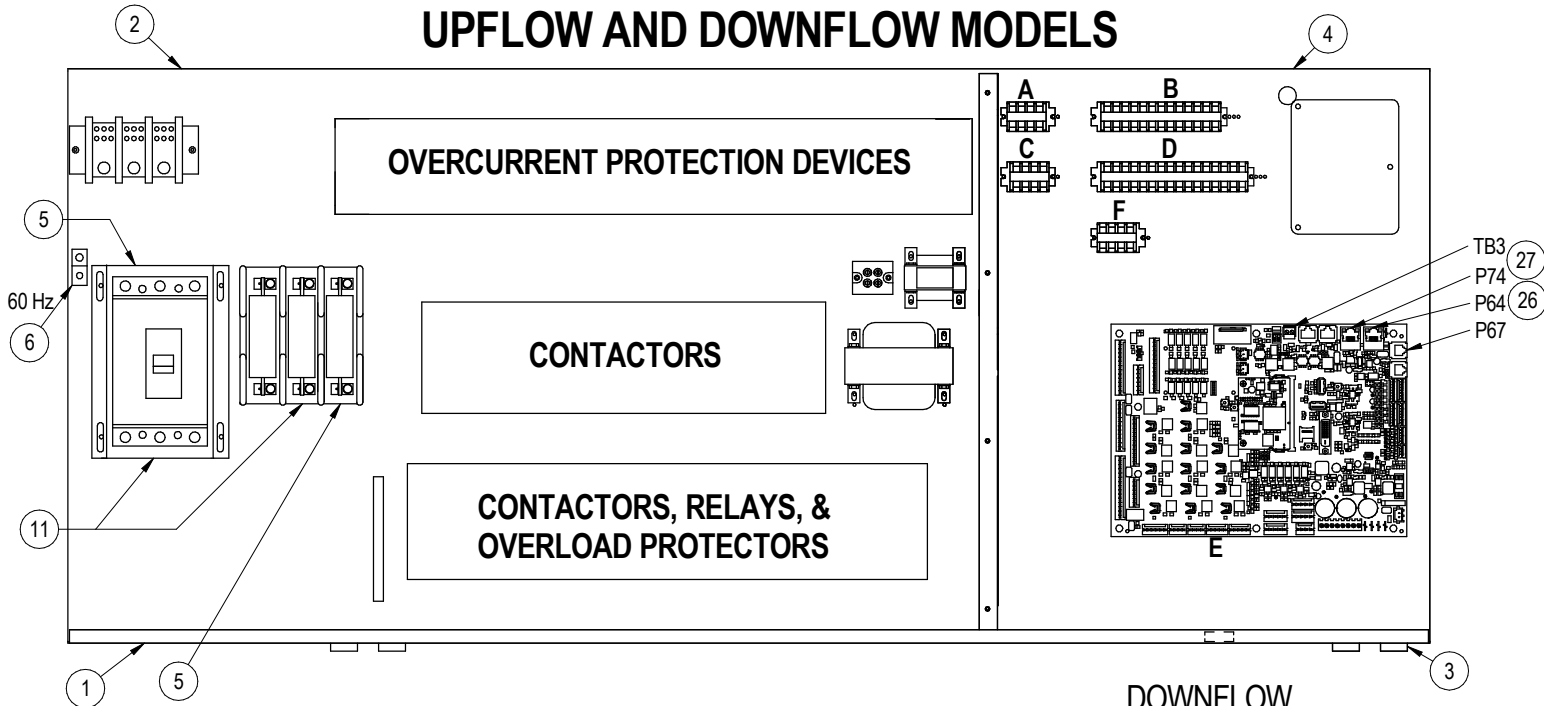 UPFLOW AND DOWNFLOW MODELS
2
4
A
B
OVERCURRENT PROTECTION DEVICES
C
D
F
5
TB3
27
P74
60 Hz
P64
26
6
P67
CONTACTORS
11
CONTACTORS, RELAYS, &
OVERLOAD PROTECTORS
E
1
5
3
DOWNFLOW